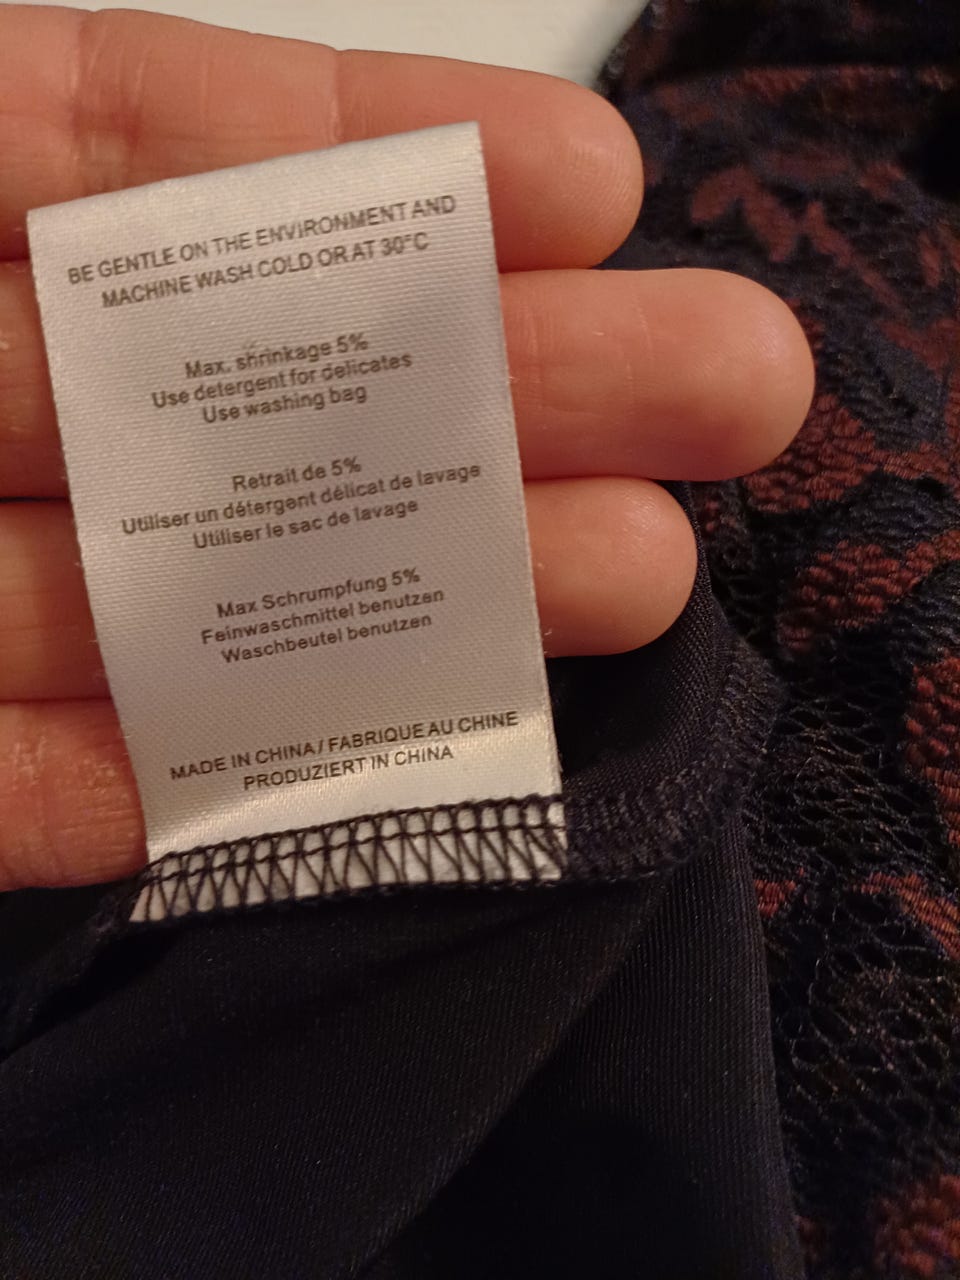 BE GENTLE ON THE ENVIRONMENT AND
MACHINE WASH COLD OR AT 30°C
Max. shrinkage 5%
Use detergent for delicates
Use washing bag
Retrait de 5%
Utiliser un détergent délicat de lavage
Utiliser le sac de lavage
Max Schrumpfung 5%
Feinwaschmittel benutzen
Waschbeutel benutzen
MADE IN CHINA / FABRIQUE AU CHINE
PRODUZIERT IN CHINA